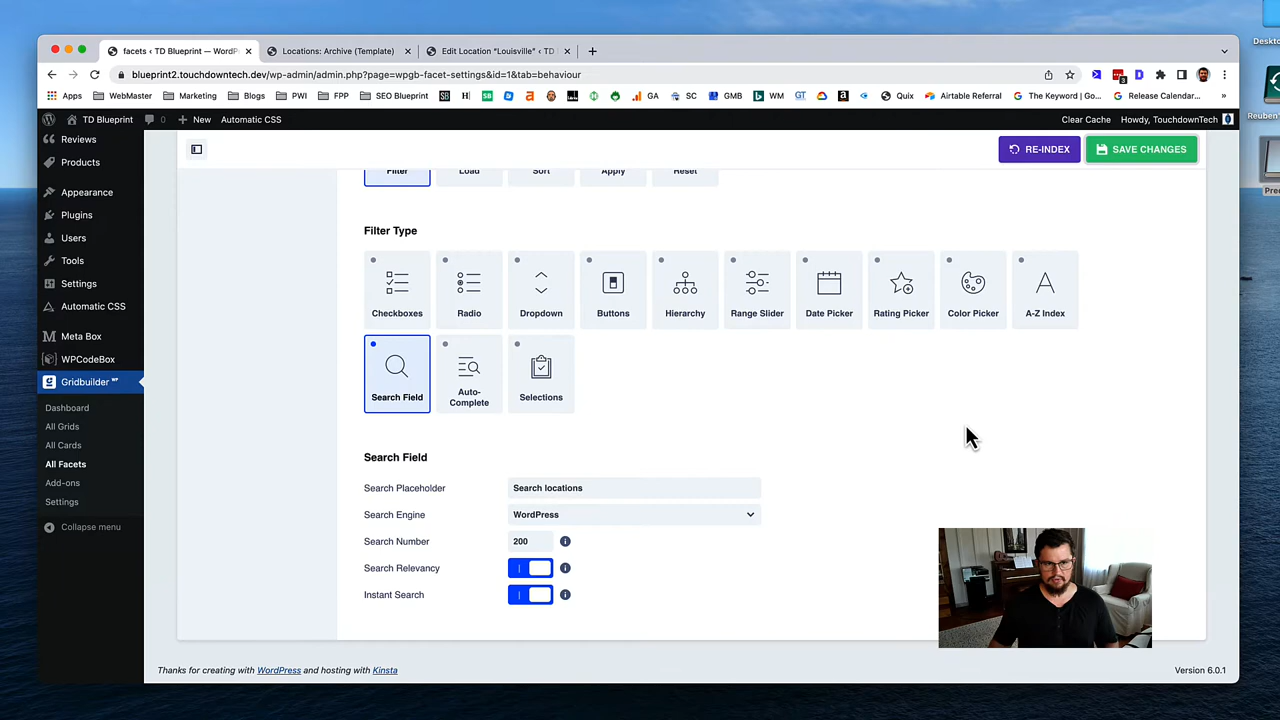 facets ‹ TD Blueprint — WordPr
Locations: Archive (Template)
Edit Location "Louisville" ‹ TD
Deskto
blueprint2.touchdowntech.dev/wp-admin/admin.php?page=wpgb-facet-settings&id=1&tab=behaviour
Apps WebMaster Marketing Blogs PWI FPP SEO Blueprint GA SC GMB WM Quix Airtable Referral The Keyword | Go... Release Calendar...
Reuben'
TD Blueprint 0 New Automatic CSS Clear Cache Howdy, TouchdownTech
Reviews
Products
Appearance
Plugins
Users
Tools
Settings
Automatic CSS
Meta Box
WPCodeBox
Gridbuilder WP
Dashboard
All Grids
All Cards
All Facets
Add-ons
Settings
Collapse menu
RE-INDEX SAVE CHANGES
Filter Load Sort Apply Reset
Filter Type
Checkboxes Radio Dropdown Buttons Hierarchy Range Slider Date Picker Rating Picker Color Picker A-Z Index
Search Field Auto-Complete Selections
Search Field
Search Placeholder Search locations
Search Engine WordPress
Search Number 200
Search Relevancy
Instant Search
Thanks for creating with WordPress and hosting with Kinsta
Version 6.0.1